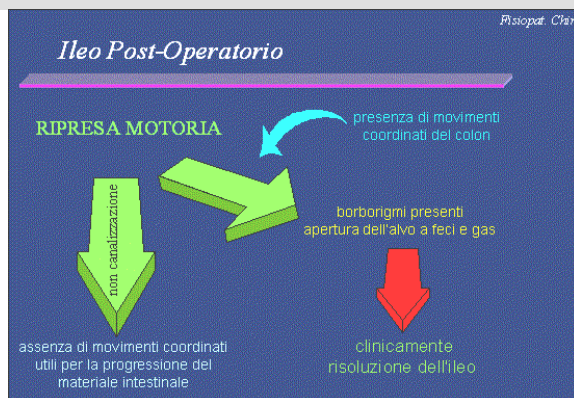 Fisiopat. Chir
Ileo Post-Operatorio
RIPRESA MOTORIA
presenza di movimenti
coordinati del colon
non canalizzazione
borborigmi presenti
apertura dell'alvo a feci e gas
assenza di movimenti coordinati
utili per la progressione del
materiale intestinale
clinicamente
risoluzione dell'ileo